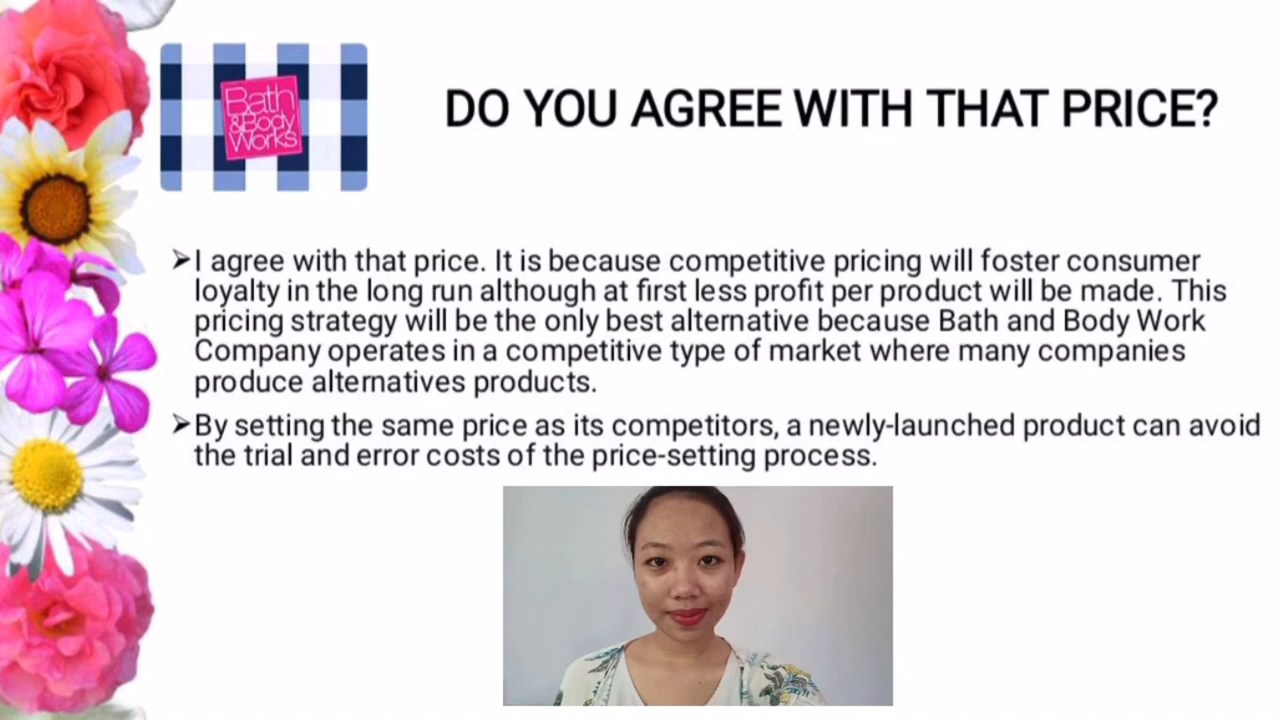 Bath
& Body
Works
DO YOU AGREE WITH THAT PRICE?
➤I agree with that price. It is because competitive pricing will foster consumer
loyalty in the long run although at first less profit per product will be made. This
pricing strategy will be the only best alternative because Bath and Body Work
Company operates in a competitive type of market where many companies
produce alternatives products.
➤By setting the same price as its competitors, a newly-launched product can avoid
the trial and error costs of the price-setting process.